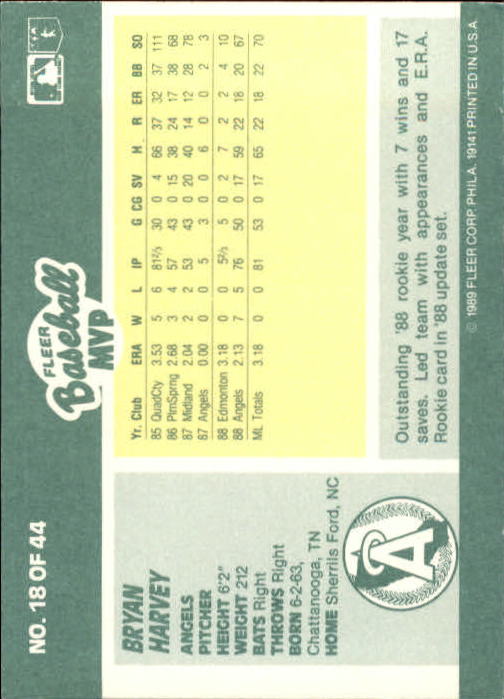 NO. 18 OF 44
FLEER
Baseball
MVP
BRYAN
HARVEY
ANGELS
PITCHER
HEIGHT 6'2"
WEIGHT 212
BATS Right
THROWS Right
BORN 6-2-63,
Chattanooga, TN
HOME Sherrils Ford, NC
A
Yr. Club ERA W L IP G CG SV H R ER BB SO
85 QuadCty 3.53 5 6 81⅔ 30 0 4 66 37 32 37 111
86 PlmSprng 2.68 3 4 57 43 0 15 38 24 17 38 68
87 Midland 2.04 2 2 53 43 0 20 40 14 12 28 78
87 Angels 0.00 0 0 5 3 0 0 6 0 0 2 3
88 Edmonton 3.18 0 0 5⅔ 5 0 2 7 2 2 4 10
88 Angels 2.13 7 5 76 50 0 17 59 22 18 20 67
ML Totals 3.18 0 0 81 53 0 17 65 22 18 22 70
Outstanding '88 rookie year with 7 wins and 17
saves. Led team with appearances and E.R.A.
Rookie card in '88 update set.
© 1989 FLEER CORP. PHILA. 19141 PRINTED IN U.S.A